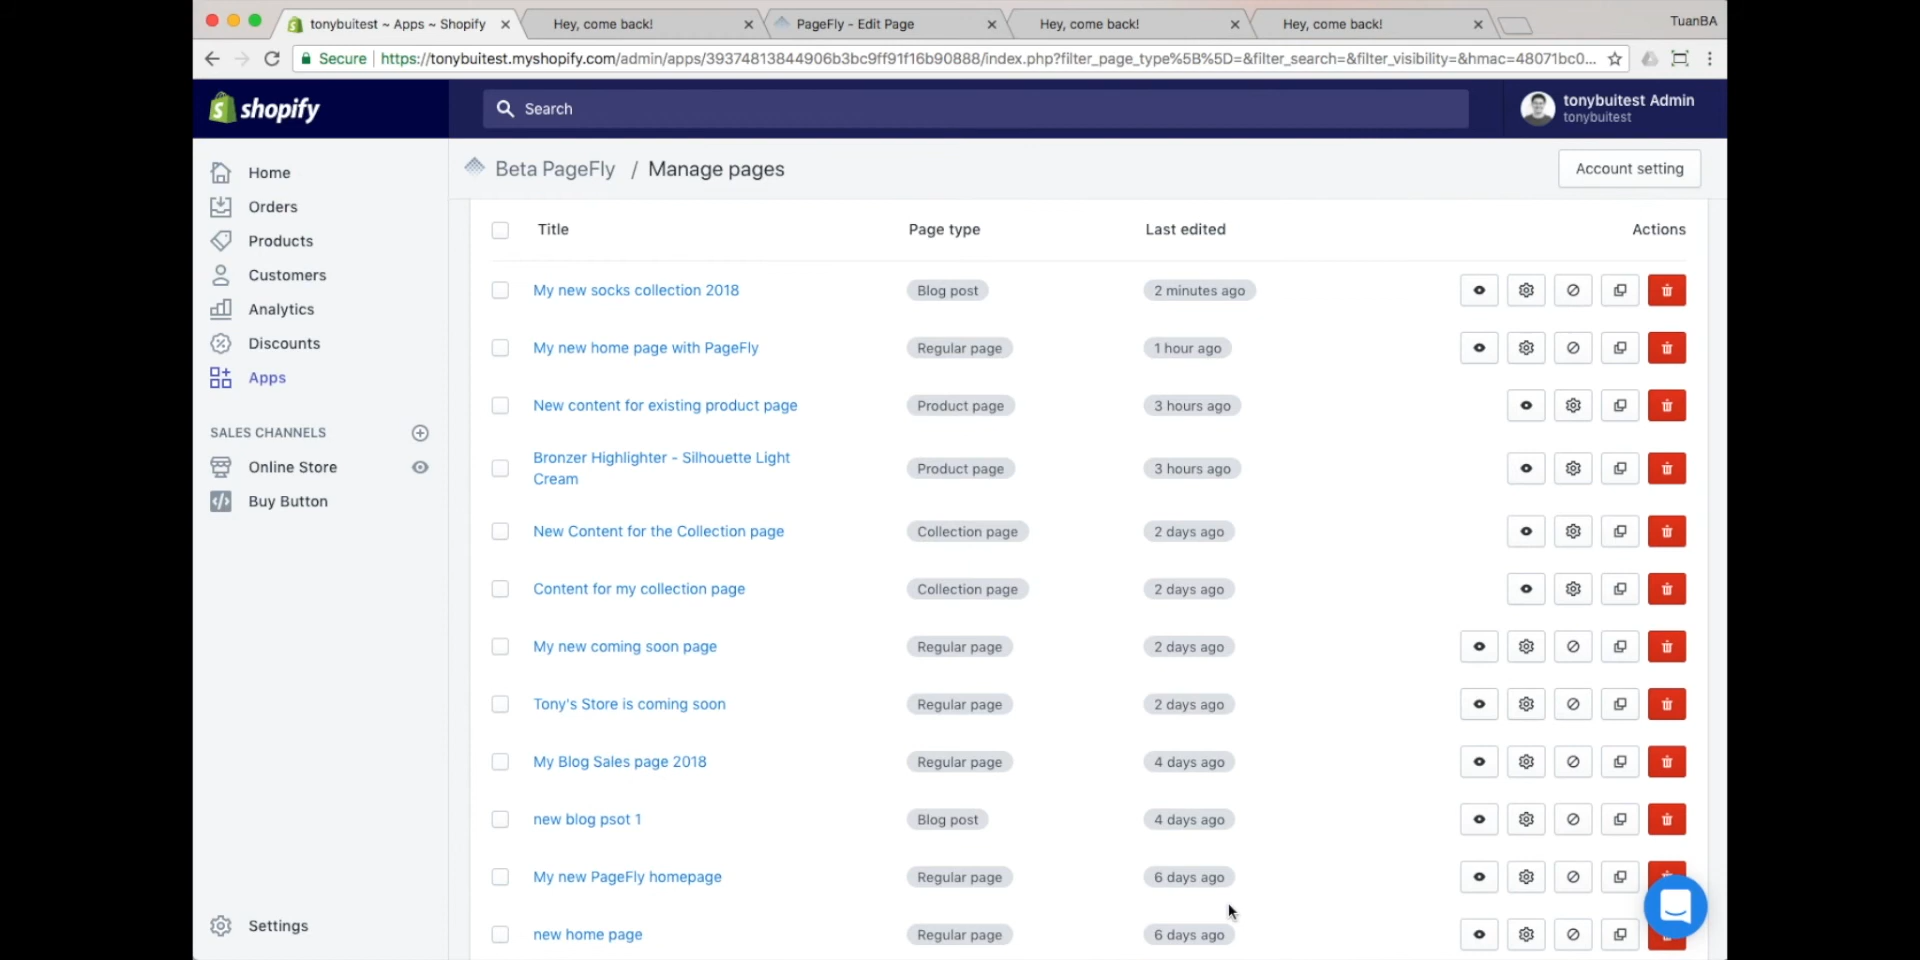 tonybuitest ~ Apps ~ Shopify
Hey, come back!
PageFly - Edit Page
Hey, come back!
Hey, come back!
TuanBA
Secure
https://tonybuitest.myshopify.com/admin/apps/39374813844906b3bc9ff91f16b90888/index.php?filter_page_type%5B%5D=&filter_search=&filter_visibility=&hmac=48071bc0...
shopify
Search
tonybuitest Admin
tonybuitest
Home
Orders
Products
Customers
Analytics
Discounts
Apps
SALES CHANNELS
Online Store
Buy Button
Settings
Beta PageFly / Manage pages
Account setting
Title Page type Last edited Actions
My new socks collection 2018 Blog post 2 minutes ago
My new home page with PageFly Regular page 1 hour ago
New content for existing product page Product page 3 hours ago
Bronzer Highlighter - Silhouette Light
Cream
Product page 3 hours ago
New Content for the Collection page Collection page 2 days ago
Content for my collection page Collection page 2 days ago
My new coming soon page Regular page 2 days ago
Tony's Store is coming soon Regular page 2 days ago
My Blog Sales page 2018 Regular page 4 days ago
new blog psot 1 Blog post 4 days ago
My new PageFly homepage Regular page 6 days ago
new home page Regular page 6 days ago